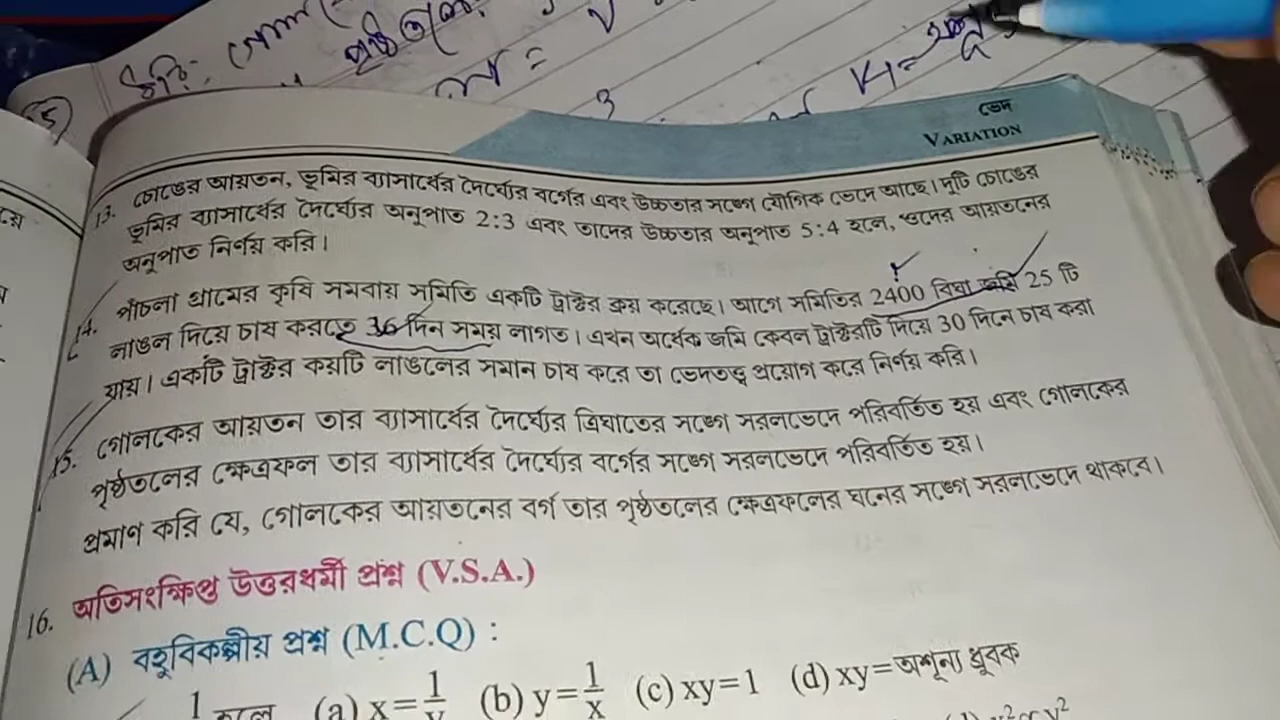 5
ভেদ
VARIATION
13. চোঙের আয়তন, ভূমির ব্যাসার্ধের দৈর্ঘ্যের বর্গের এবং উচ্চতার সঙ্গে যৌগিক ভেদে আছে। দুটি চোঙের
ভূমির ব্যাসার্ধের দৈর্ঘ্যের অনুপাত 2:3 এবং তাদের উচ্চতার অনুপাত 5:4 হলে, ওদের আয়তনের
অনুপাত নির্ণয় করি।
14. পাঁচলা গ্রামের কৃষি সমবায় সমিতি একটি ট্রাক্টর ক্রয় করেছে। আগে সমিতির 2400 বিঘা জমি 25 টি
লাঙল দিয়ে চাষ করতে 36 দিন সময় লাগত। এখন অর্ধেক জমি কেবল ট্রাক্টরটি দিয়ে 30 দিনে চাষ করা
যায়। একটি ট্রাক্টর কয়টি লাঙলের সমান চাষ করে তা ভেদতত্ত্ব প্রয়োগ করে নির্ণয় করি।
15. গোলকের আয়তন তার ব্যাসার্ধের দৈর্ঘ্যের ত্রিঘাতের সঙ্গে সরলভেদে পরিবর্তিত হয় এবং গোলকের
পৃষ্ঠতলের ক্ষেত্রফল তার ব্যাসার্ধের দৈর্ঘ্যের বর্গের সঙ্গে সরলভেদে পরিবর্তিত হয়।
প্রমাণ করি যে, গোলকের আয়তনের বর্গ তার পৃষ্ঠতলের ক্ষেত্রফলের ঘনের সঙ্গে সরলভেদে থাকবে।
16. অতিসংক্ষিপ্ত উত্তরধর্মী প্রশ্ন (V.S.A.)
(A) বহুবিকল্পীয় প্রশ্ন (M.C.Q) :
হলে (a) x=1/y (b) y=1/x (c) xy=1 (d) xy=অশূন্য ধ্রুবক